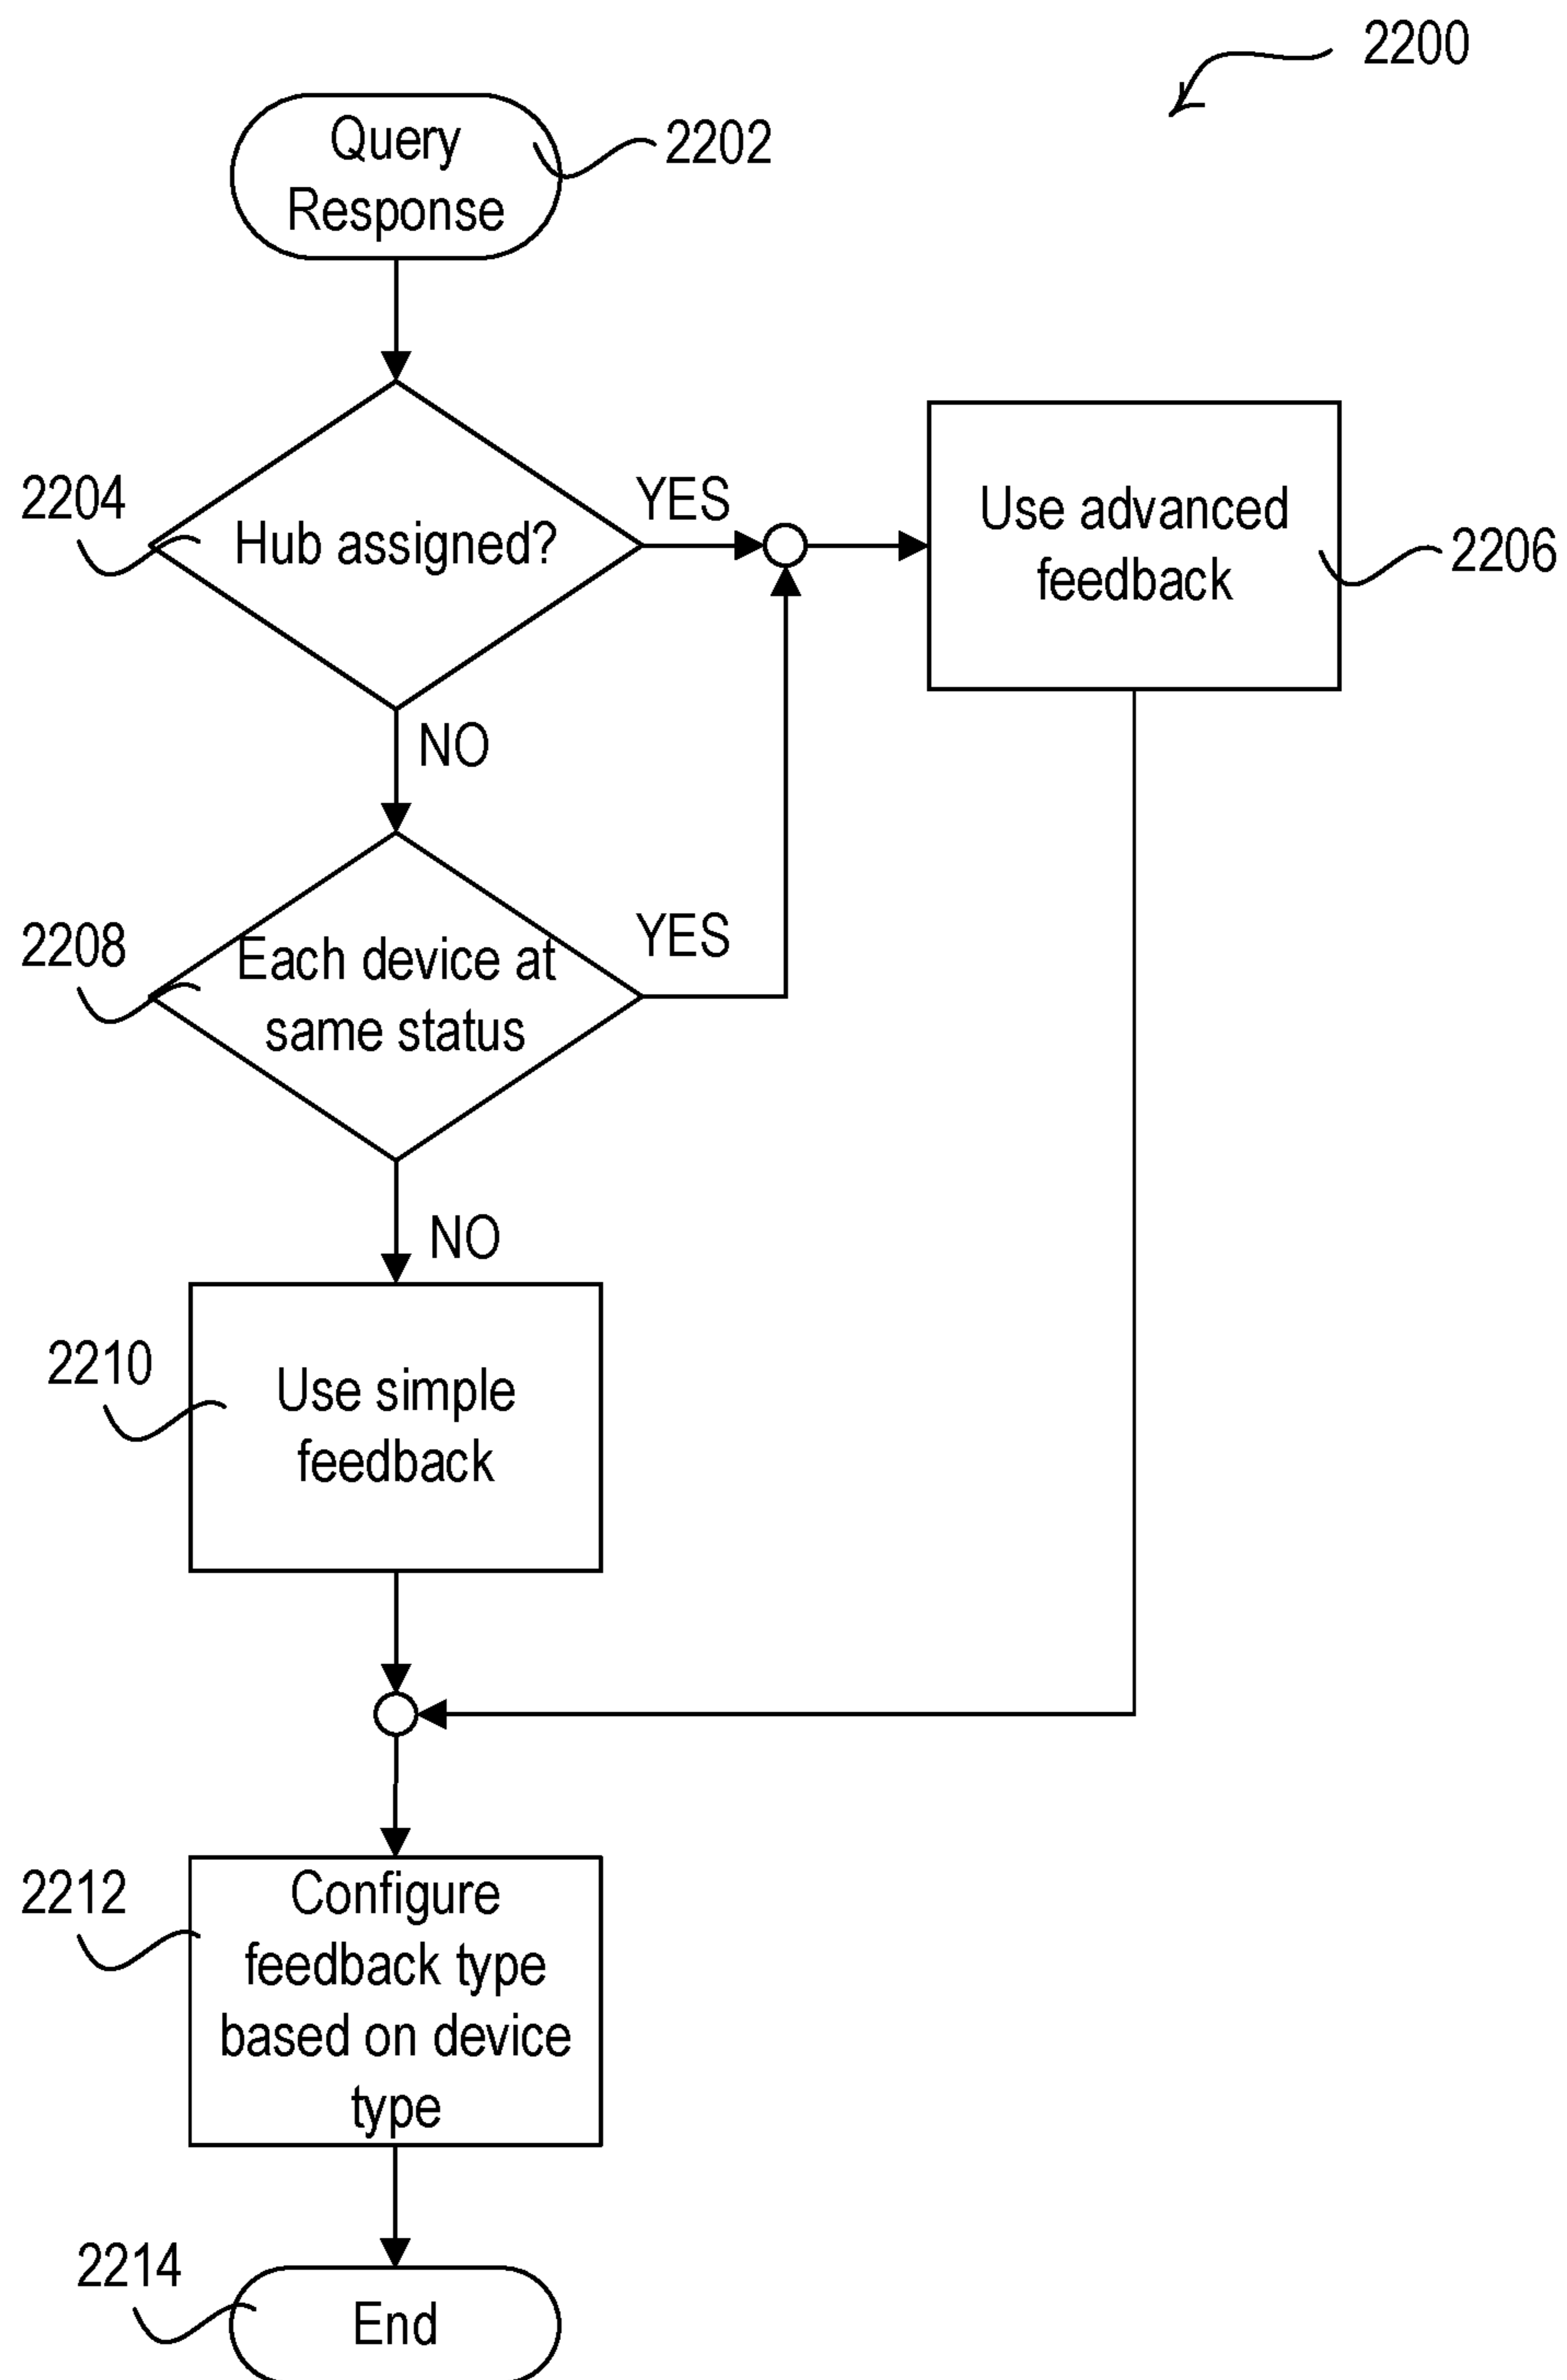 2200
Query
Response
2202
2204
Hub assigned?
YES
Use advanced
feedback
2206
NO
2208
Each device at
same status
YES
NO
2210
Use simple
feedback
2212
Configure
feedback type
based on device
type
2214
End